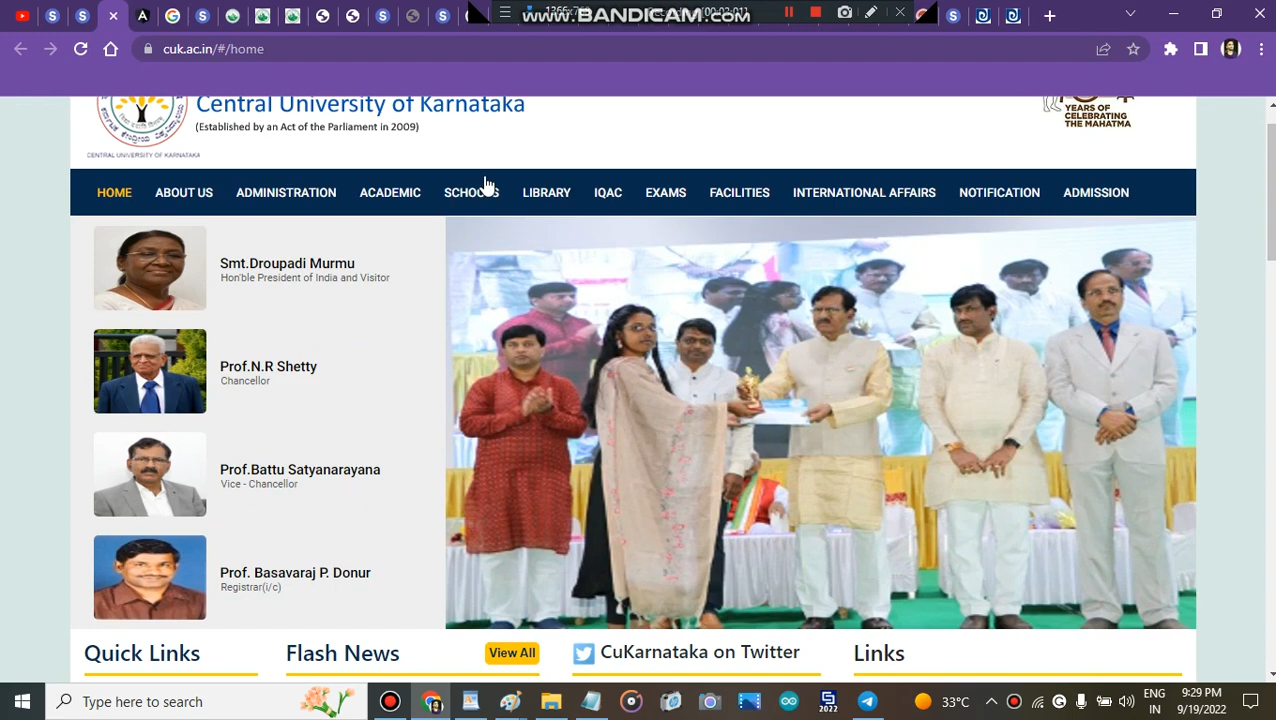 www.BANDICAM.com
cuk.ac.in/#/home
Central University of Karnataka
(Established by an Act of the Parliament in 2009)
CENTRAL UNIVERSITY OF KARNATAKA
YEARS OF
CELEBRATING
THE MAHATMA
HOME ABOUT US ADMINISTRATION ACADEMIC SCHOOLS LIBRARY IQAC EXAMS FACILITIES INTERNATIONAL AFFAIRS NOTIFICATION ADMISSION
Smt.Droupadi Murmu
Hon'ble President of India and Visitor
Prof.N.R Shetty
Chancellor
Prof.Battu Satyanarayana
Vice - Chancellor
Prof. Basavaraj P. Donur
Registrar(i/c)
Quick Links
Flash News
View All
CuKarnataka on Twitter
Links
Type here to search
2022
33°C
ENG
IN
9:29 PM
9/19/2022